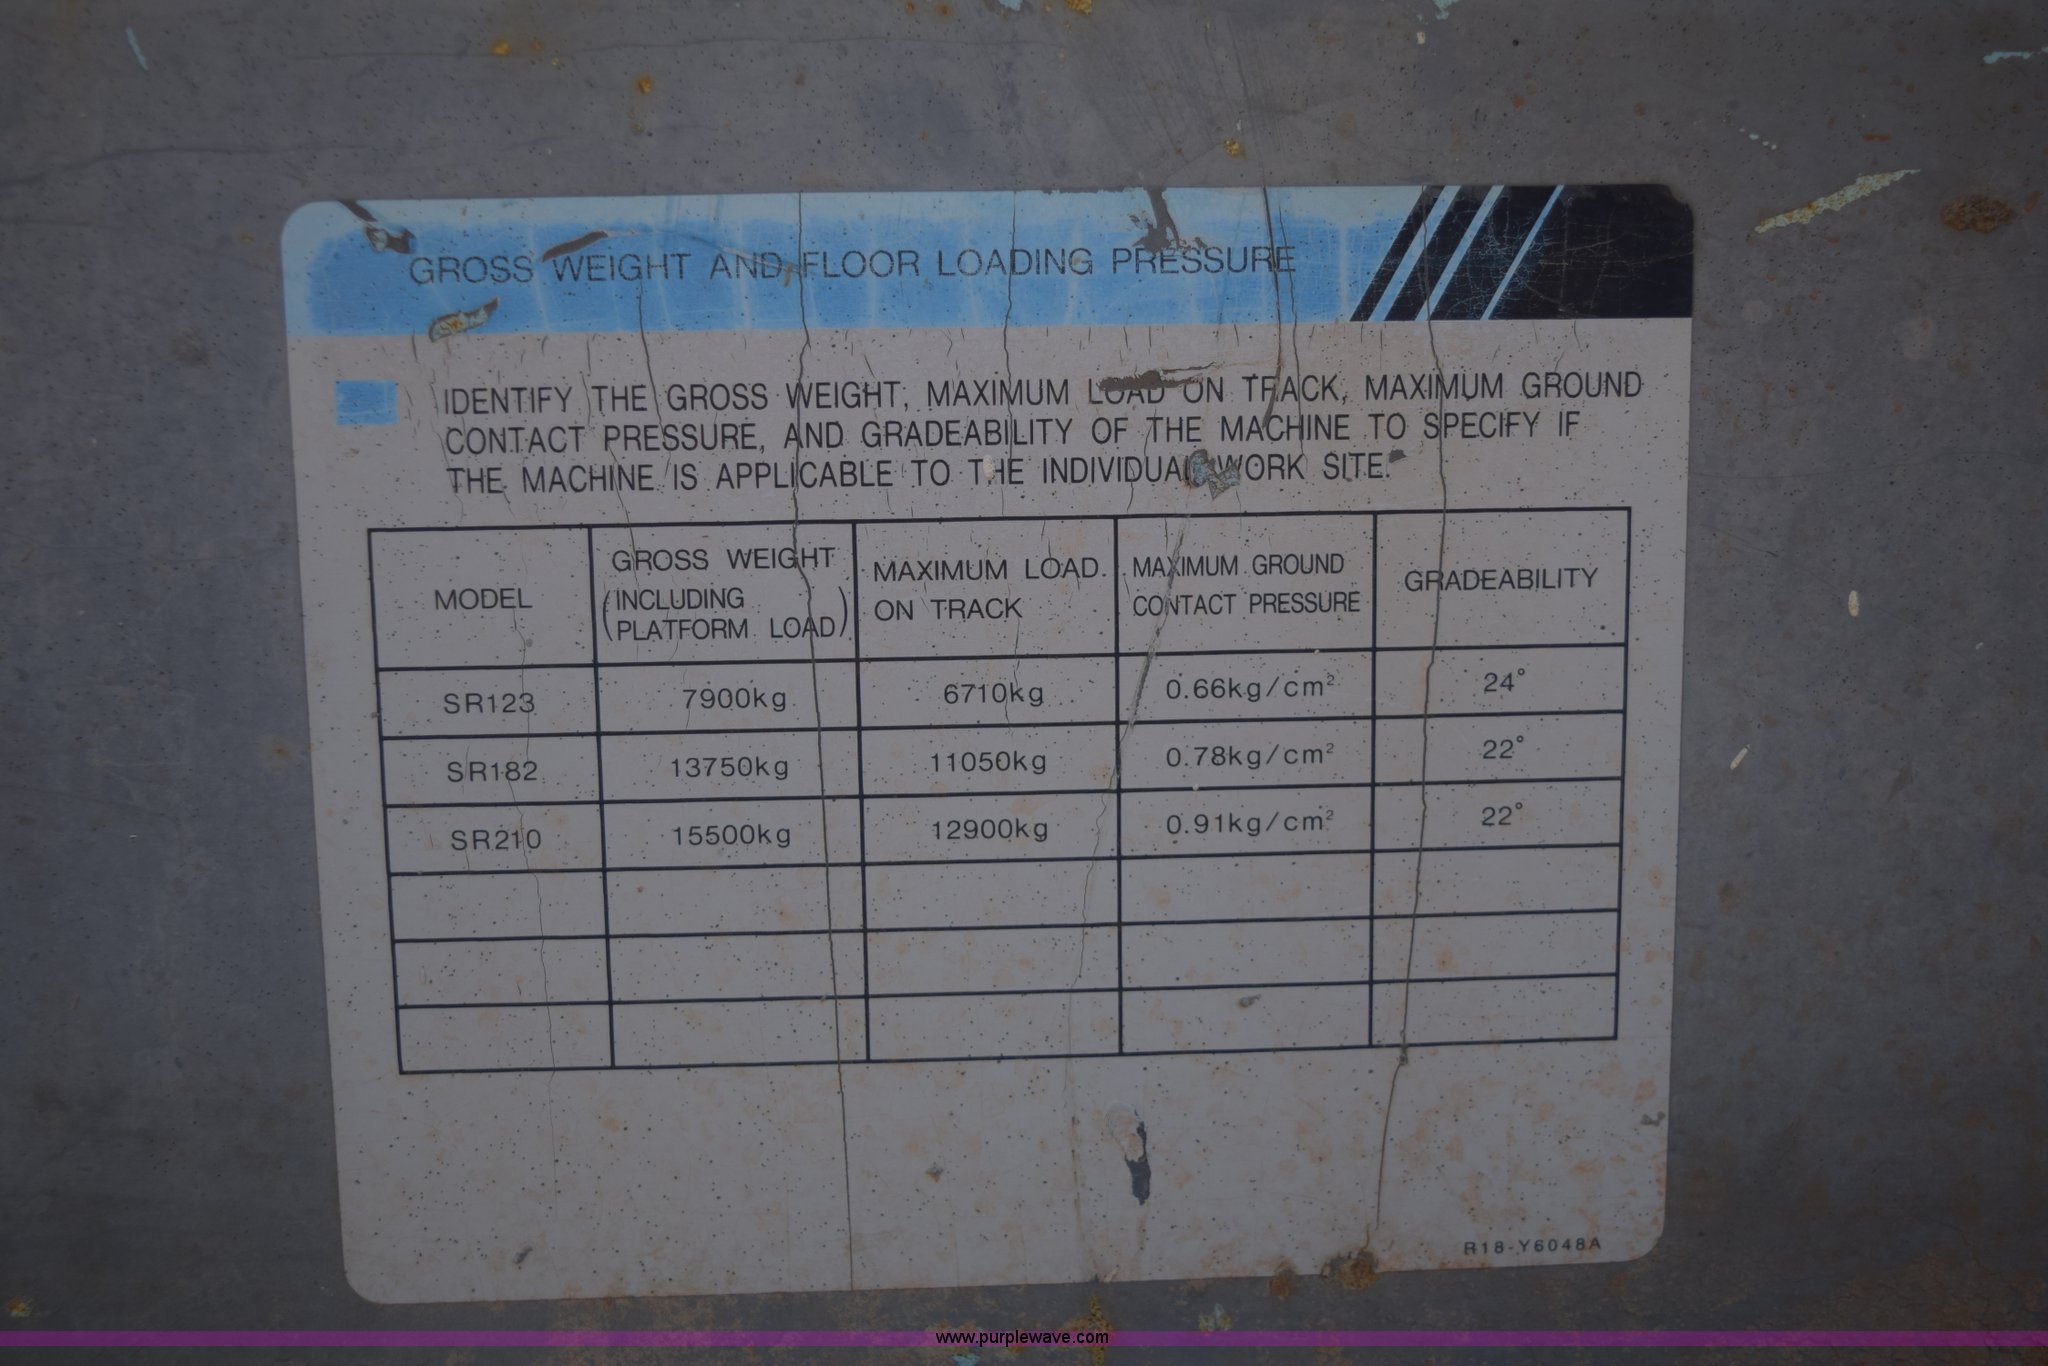 GROSS WEIGHT AND FLOOR LOADING PRESSURE
IDENTIFY THE GROSS WEIGHT, MAXIMUM LOAD ON TRACK, MAXIMUM GROUND
CONTACT PRESSURE, AND GRADEABILITY OF THE MACHINE TO SPECIFY IF
THE MACHINE IS APPLICABLE TO THE INDIVIDUAL WORK SITE.
MODEL
GROSS WEIGHT
(INCLUDING
PLATFORM LOAD)
MAXIMUM LOAD
ON TRACK
MAXIMUM GROUND
CONTACT PRESSURE
GRADEABILITY
SR123 7900kg 6710kg 0.66kg/cm² 24°
SR182 13750kg 11050kg 0.78kg/cm² 22°
SR210 15500kg 12900kg 0.91kg/cm² 22°
R18-Y6048A
www.purplewave.com